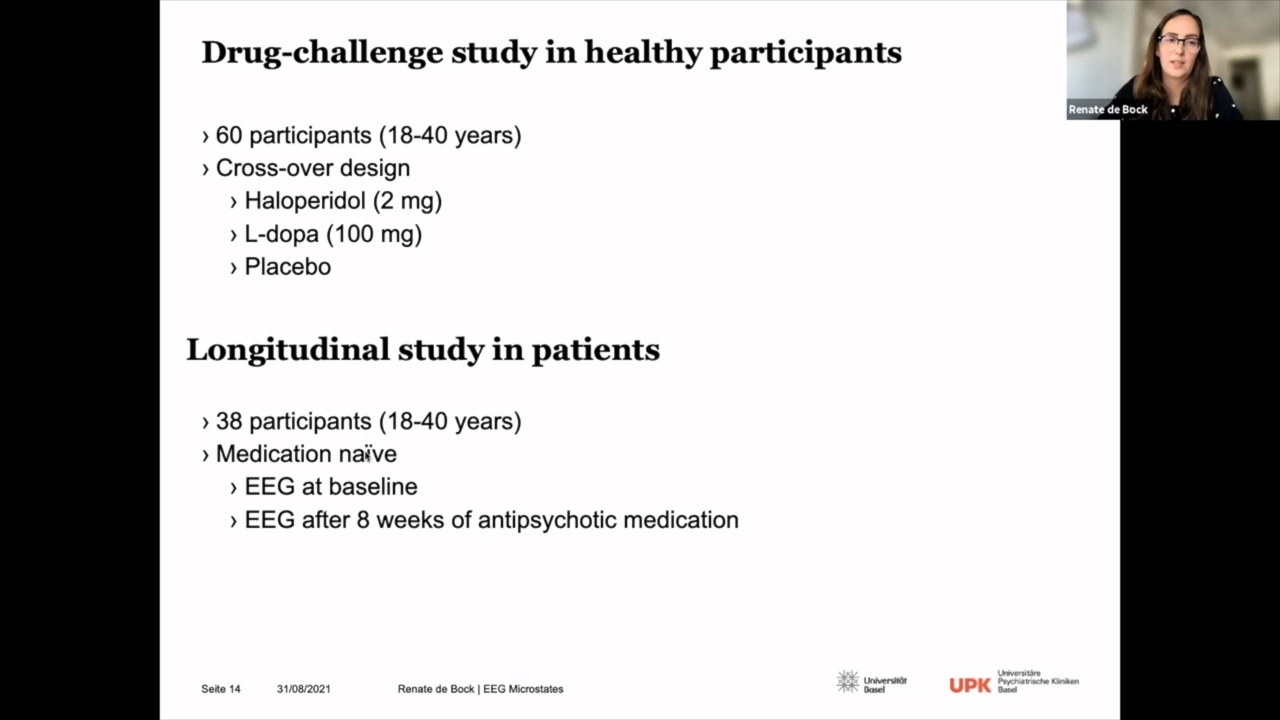 Drug-challenge study in healthy participants
Renate de Bock
› 60 participants (18-40 years)
› Cross-over design
› Haloperidol (2 mg)
› L-dopa (100 mg)
› Placebo
Longitudinal study in patients
› 38 participants (18-40 years)
› Medication naïve
› EEG at baseline
› EEG after 8 weeks of antipsychotic medication
Seite 14 31/08/2021 Renate de Bock | EEG Microstates
Universität
Basel
UPK
Universitäre
Psychiatrische Kliniken
Basel